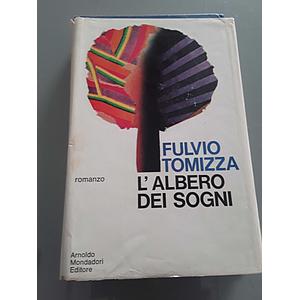 FULVIO
TOMIZZA
romanzo
L'ALBERO
DEI SOGNI
Arnoldo
Mondadori
Editore